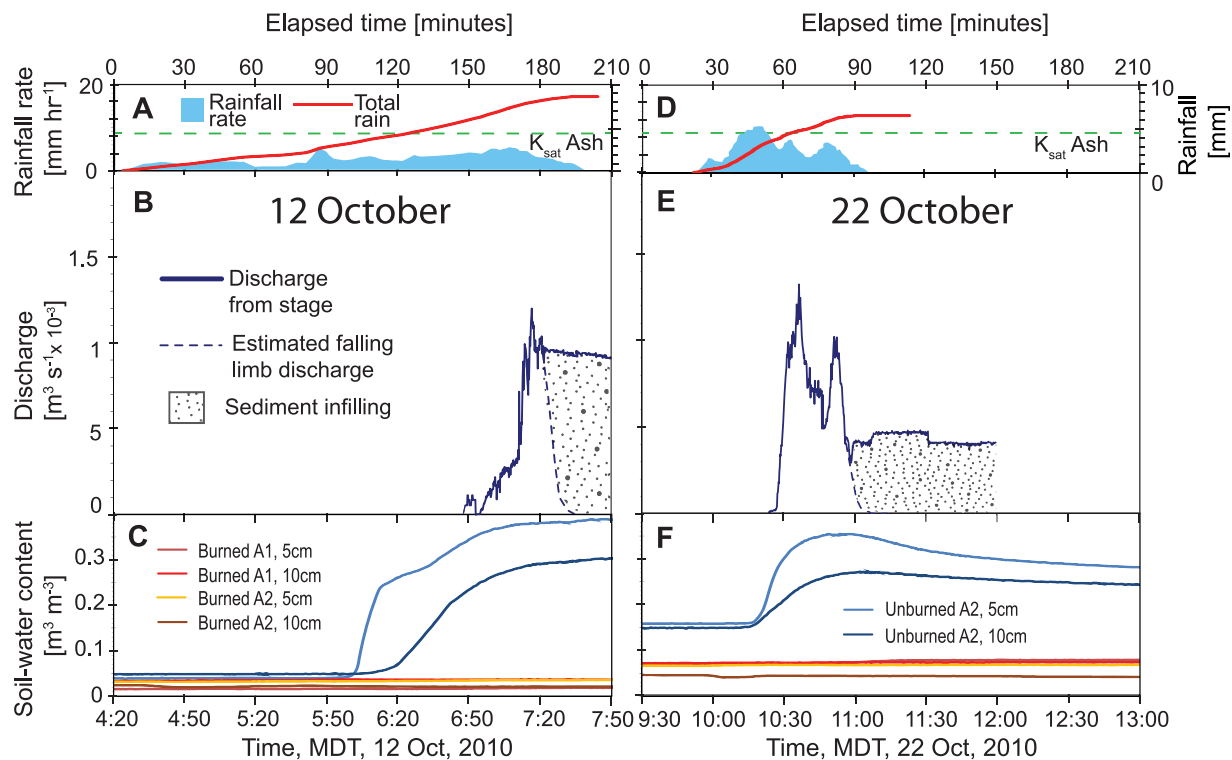 Elapsed time [minutes]
Elapsed time [minutes]
0 30 60 90 120 150 180 210
0 30 60 90 120 150 180 210
Rainfall rate
[mm hr⁻¹]
20
0
A
Rainfall rate
Total rain
Ksat Ash
D
Ksat Ash
10
0
Rainfall
[mm]
B
12 October
E
22 October
Discharge
[m³ s⁻¹x 10⁻³]
1.5
1
5
0
Discharge
from stage
Estimated falling
limb discharge
Sediment infilling
Soil-water content
[m³ m⁻³]
0.3
0.2
0.1
0
C
Burned A1, 5cm
Burned A1, 10cm
Burned A2, 5cm
Burned A2, 10cm
F
Unburned A2, 5cm
Unburned A2, 10cm
4:20 4:50 5:20 5:50 6:20 6:50 7:20 7:50
9:30 10:00 10:30 11:00 11:30 12:00 12:30 13:00
Time, MDT, 12 Oct, 2010
Time, MDT, 22 Oct, 2010